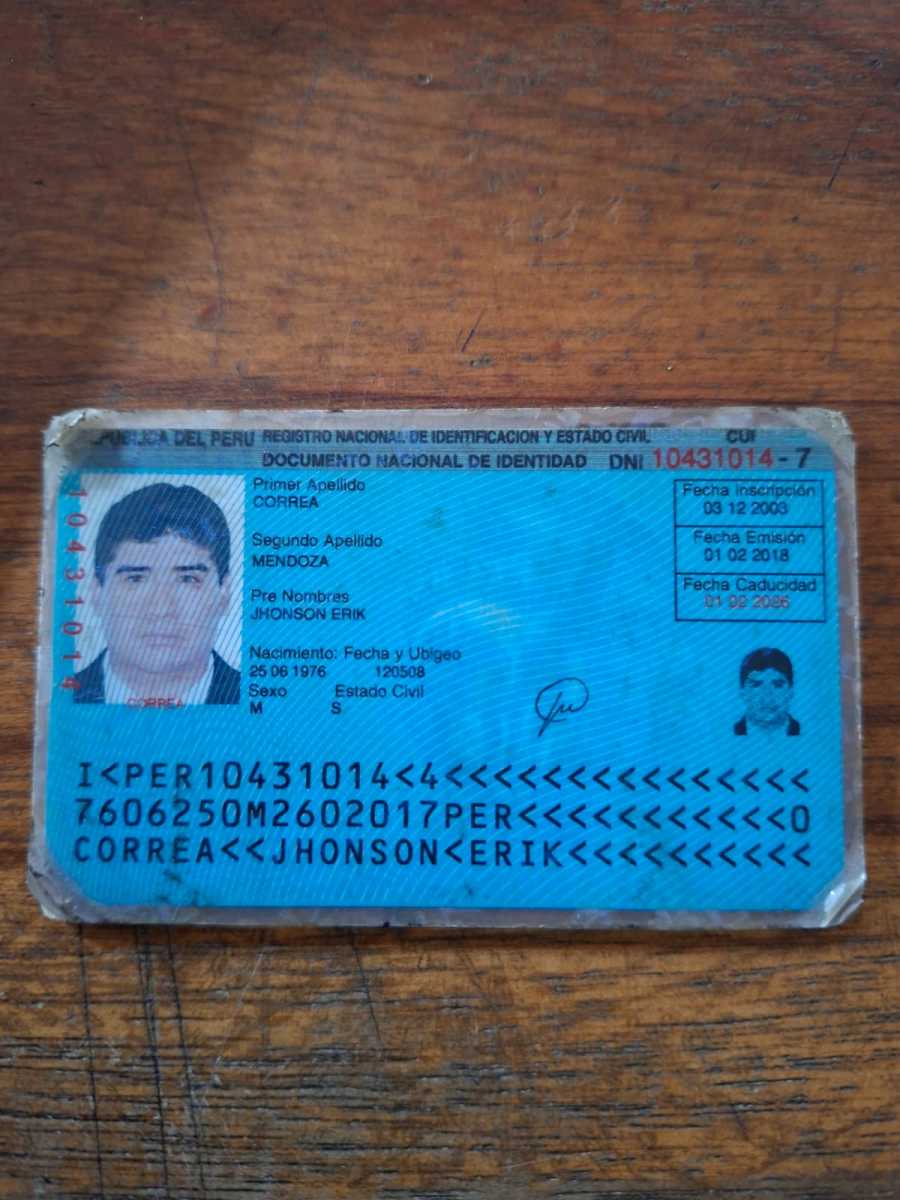 REPUBLICA DEL PERU REGISTRO NACIONAL DE IDENTIFICACION Y ESTADO CIVIL CUI
DOCUMENTO NACIONAL DE IDENTIDAD DNI 10431014 - 7
10431014
Primer Apellido
CORREA
Segundo Apellido
MENDOZA
Pre Nombres
JHONSON ERIK
Nacimiento: Fecha y Ubigeo
25 06 1976 120508
Sexo Estado Civil
M S
CORREA
Fecha Inscripción
03 12 2003
Fecha Emisión
01 02 2018
Fecha Caducidad
01 02 2026
I<PER10431014<4<<<<<<<<<<<<<<<
7606250M2602017PER<<<<<<<<<<<0
CORREA<<JHONSON<ERIK<<<<<<<<<<